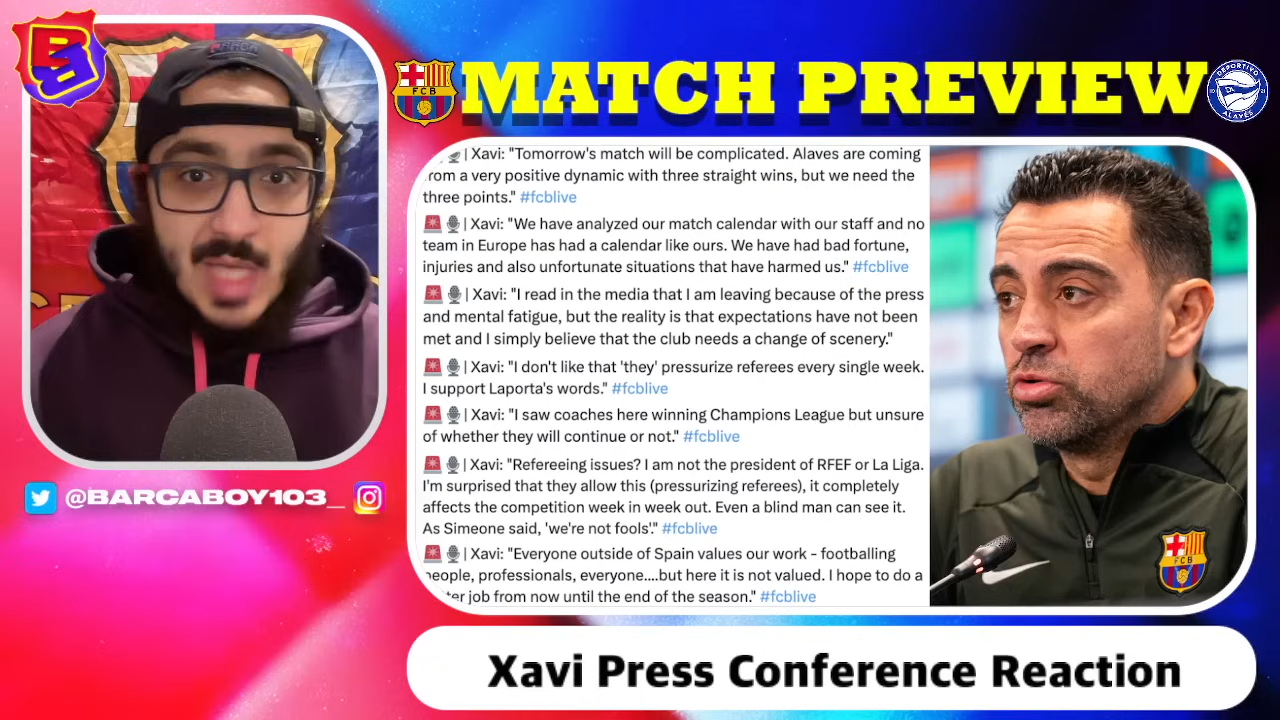 MATCH PREVIEW
FCB
DEPORTIVO
ALAVÉS
| Xavi: "Tomorrow's match will be complicated. Alaves are coming
from a very positive dynamic with three straight wins, but we need the
three points." #fcblive
| Xavi: "We have analyzed our match calendar with our staff and no
team in Europe has had a calendar like ours. We have had bad fortune,
injuries and also unfortunate situations that have harmed us." #fcblive
| Xavi: "I read in the media that I am leaving because of the press
and mental fatigue, but the reality is that expectations have not been
met and I simply believe that the club needs a change of scenery."
| Xavi: "I don't like that 'they' pressurize referees every single week.
I support Laporta's words." #fcblive
| Xavi: "I saw coaches here winning Champions League but unsure
of whether they will continue or not." #fcblive
| Xavi: "Refereeing issues? I am not the president of RFEF or La Liga.
I'm surprised that they allow this (pressurizing referees), it completely
affects the competition week in week out. Even a blind man can see it.
As Simeone said, 'we're not fools'." #fcblive
| Xavi: "Everyone outside of Spain values our work - footballing
people, professionals, everyone....but here it is not valued. I hope to do a
job from now until the end of the season." #fcblive
FCB
@BARCABOY103_
Xavi Press Conference Reaction